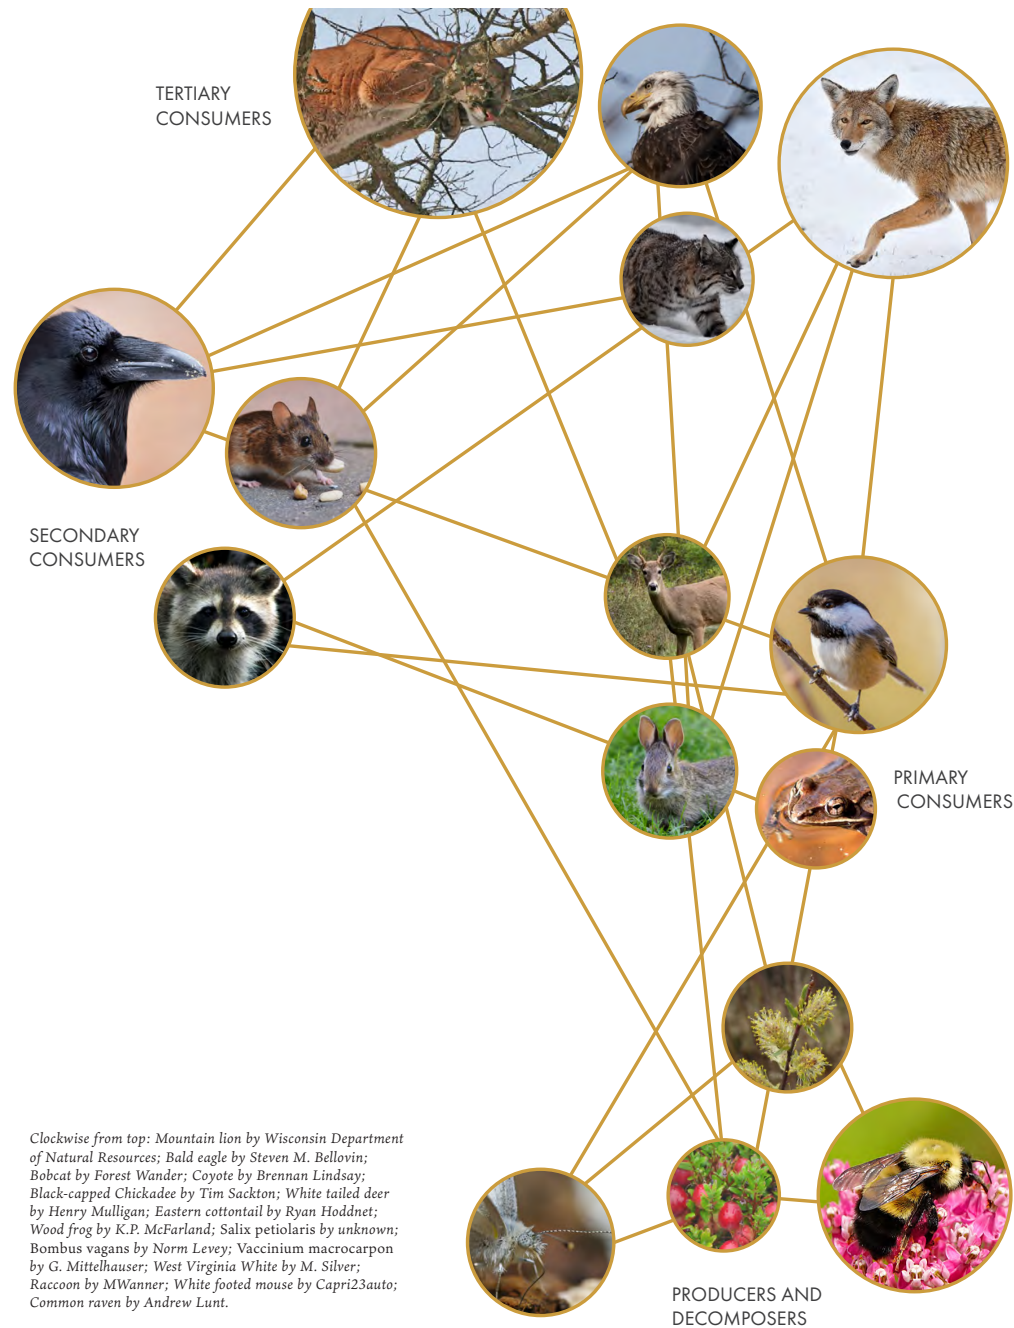 TERTIARY
CONSUMERS
SECONDARY
CONSUMERS
PRIMARY
CONSUMERS
Clockwise from top: Mountain lion by Wisconsin Department
of Natural Resources; Bald eagle by Steven M. Bellovin;
Bobcat by Forest Wander; Coyote by Brennan Lindsay;
Black-capped Chickadee by Tim Sackton; White tailed deer
by Henry Mulligan; Eastern cottontail by Ryan Hoddnet;
Wood frog by K.P. McFarland; Salix petiolaris by unknown;
Bombus vagans by Norm Levey; Vaccinium macrocarpon
by G. Mittelhauser; West Virginia White by M. Silver;
Raccoon by MWanner; White footed mouse by Capri23auto;
Common raven by Andrew Lunt.
PRODUCERS AND
DECOMPOSERS